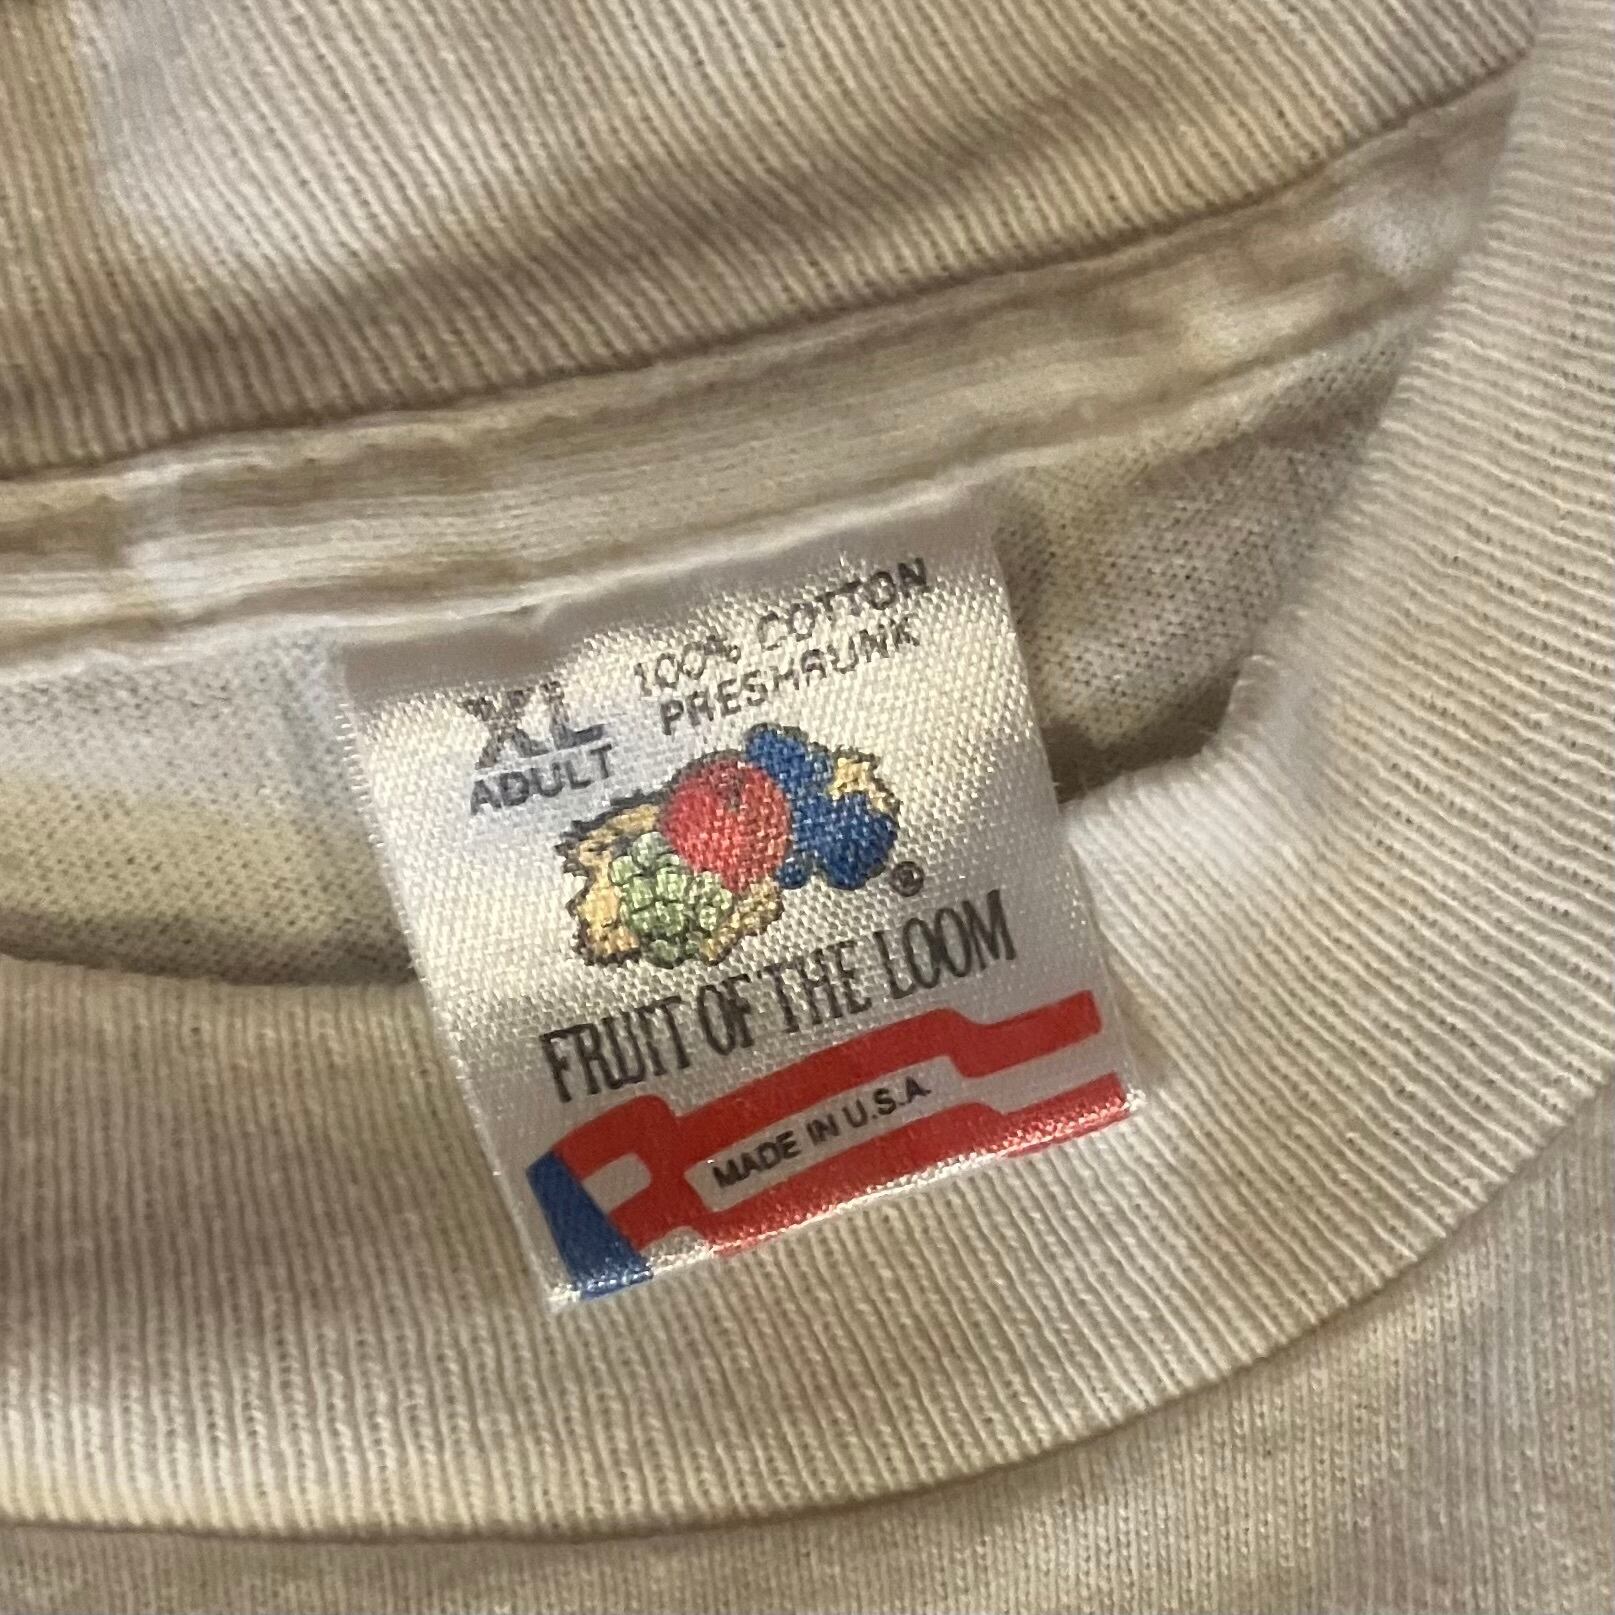 100% COTTON
PRESHRUNK
XL
ADULT
®
FRUIT OF THE LOOM
MADE IN U.S.A.